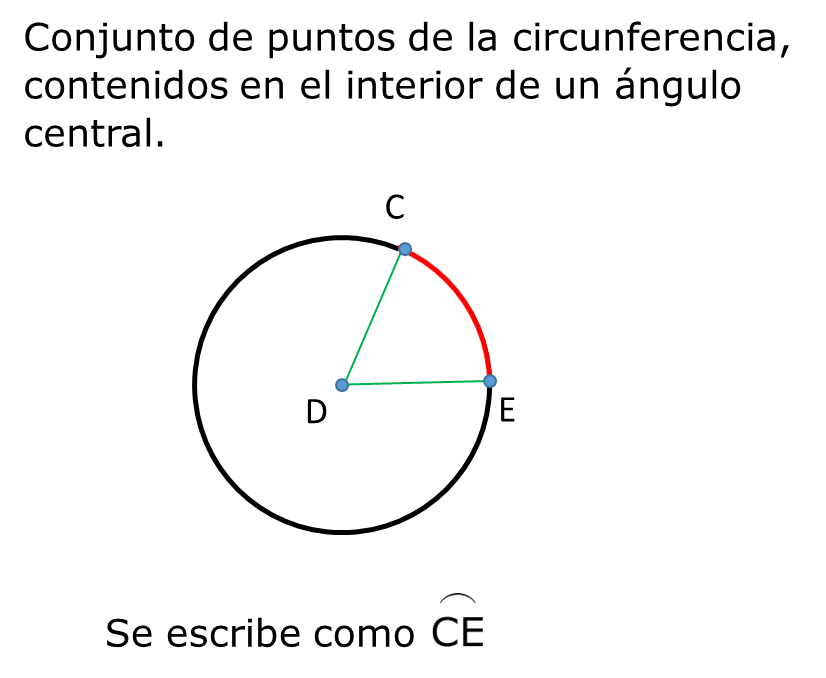 Conjunto de puntos de la circunferencia,
contenidos en el interior de un ángulo
central.
C
D
E
Se escribe como CE